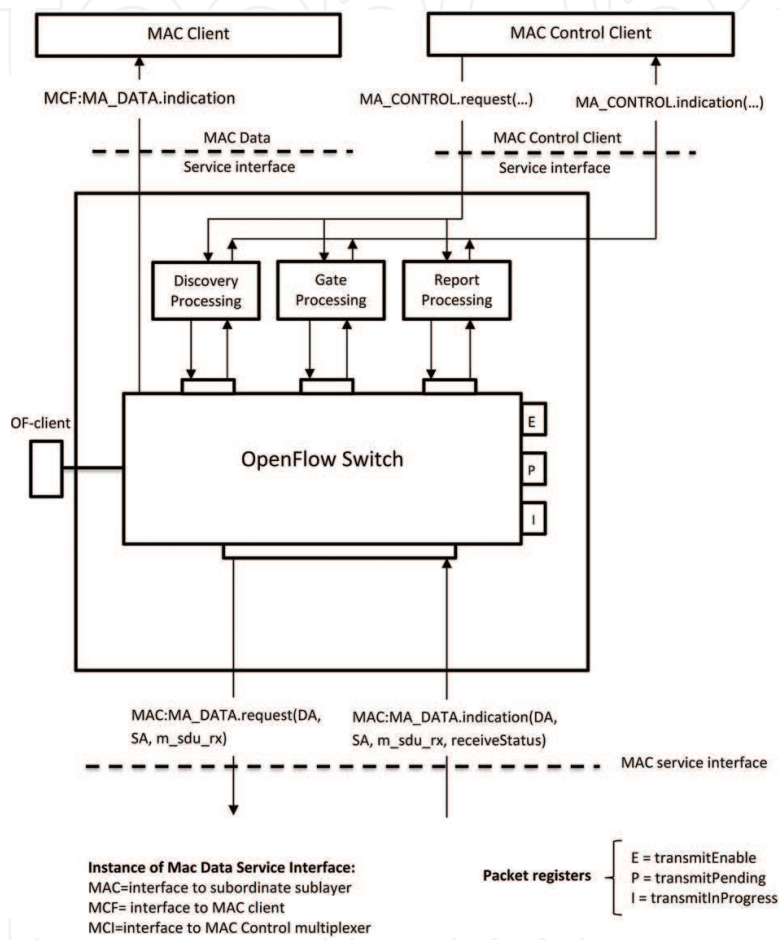 MAC Client
MAC Control Client
MCF:MA_DATA.indication
MA_CONTROL.request(...)
MA_CONTROL.indication(...)
MAC Data
Service interface
MAC Control Client
Service interface
Discovery
Processing
Gate
Processing
Report
Processing
OF-client
OpenFlow Switch
E
P
I
MAC:MA_DATA.request(DA,
SA, m_sdu_rx)
MAC:MA_DATA.indication(DA,
SA, m_sdu_rx, receiveStatus)
MAC service interface
Instance of Mac Data Service Interface:
MAC=interface to subordinate sublayer
MCF= interface to MAC client
MCI=interface to MAC Control multiplexer
Packet registers
E = transmitEnable
P = transmitPending
I = transmitInProgress